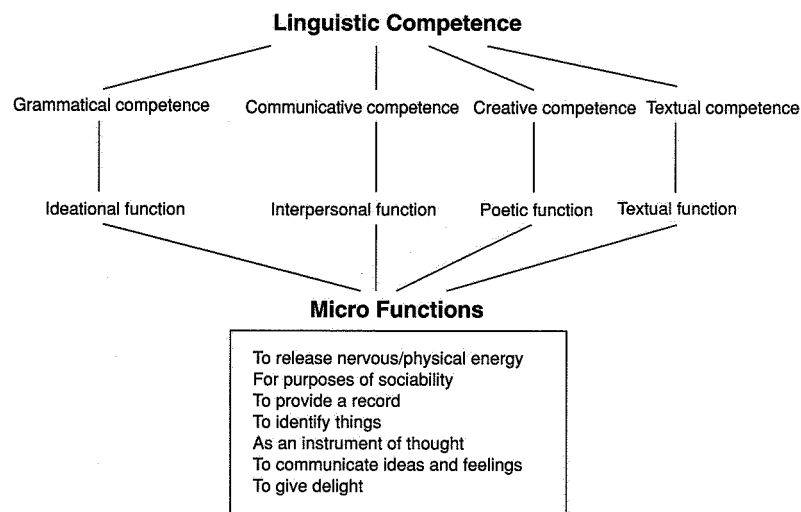 Linguistic Competence
Grammatical competence
Communicative competence
Creative competence
Textual competence
Ideational function
Interpersonal function
Poetic function
Textual function
Micro Functions
To release nervous/physical energy
For purposes of sociability
To provide a record
To identify things
As an instrument of thought
To communicate ideas and feelings
To give delight